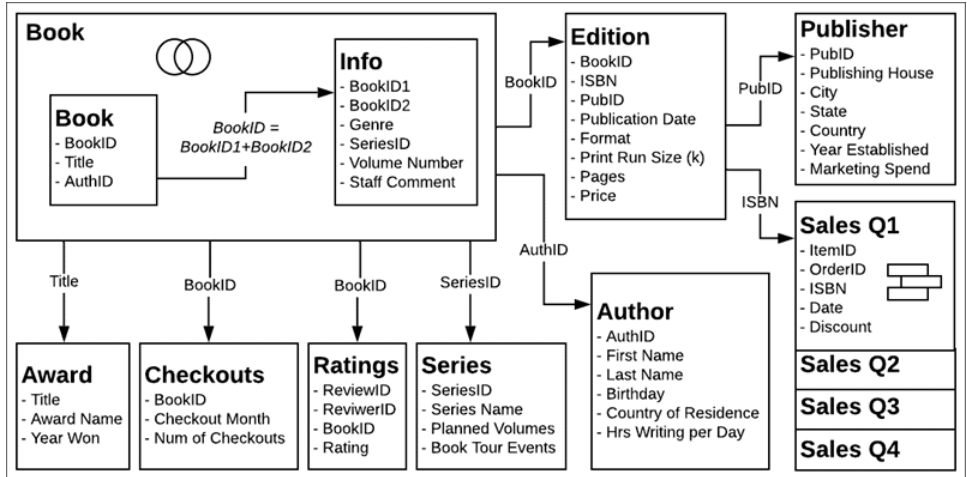 Book
Book
- BookID
- Title
- AuthID
BookID =
BookID1+BookID2
Info
- BookID1
- BookID2
- Genre
- SeriesID
- Volume Number
- Staff Comment
BookID
Edition
- BookID
- ISBN
- PubID
- Publication Date
- Format
- Print Run Size (k)
- Pages
- Price
PubID
Publisher
- PubID
- Publishing House
- City
- State
- Country
- Year Established
- Marketing Spend
ISBN
Sales Q1
- ItemID
- OrderID
- ISBN
- Date
- Discount
Sales Q2
Sales Q3
Sales Q4
AuthID
Author
- AuthID
- First Name
- Last Name
- Birthday
- Country of Residence
- Hrs Writing per Day
Title
Award
- Title
- Award Name
- Year Won
BookID
Checkouts
- BookID
- Checkout Month
- Num of Checkouts
BookID
Ratings
- ReviewID
- ReviwerID
- BookID
- Rating
SeriesID
Series
- SeriesID
- Series Name
- Planned Volumes
- Book Tour Events